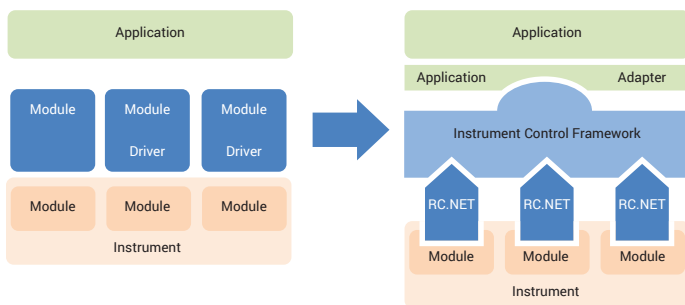 Application
Module
Module
Module
Driver
Driver
Module
Module
Module
Instrument
Application
Application
Adapter
Instrument Control Framework
RC.NET
RC.NET
RC.NET
Module
Module
Module
Instrument